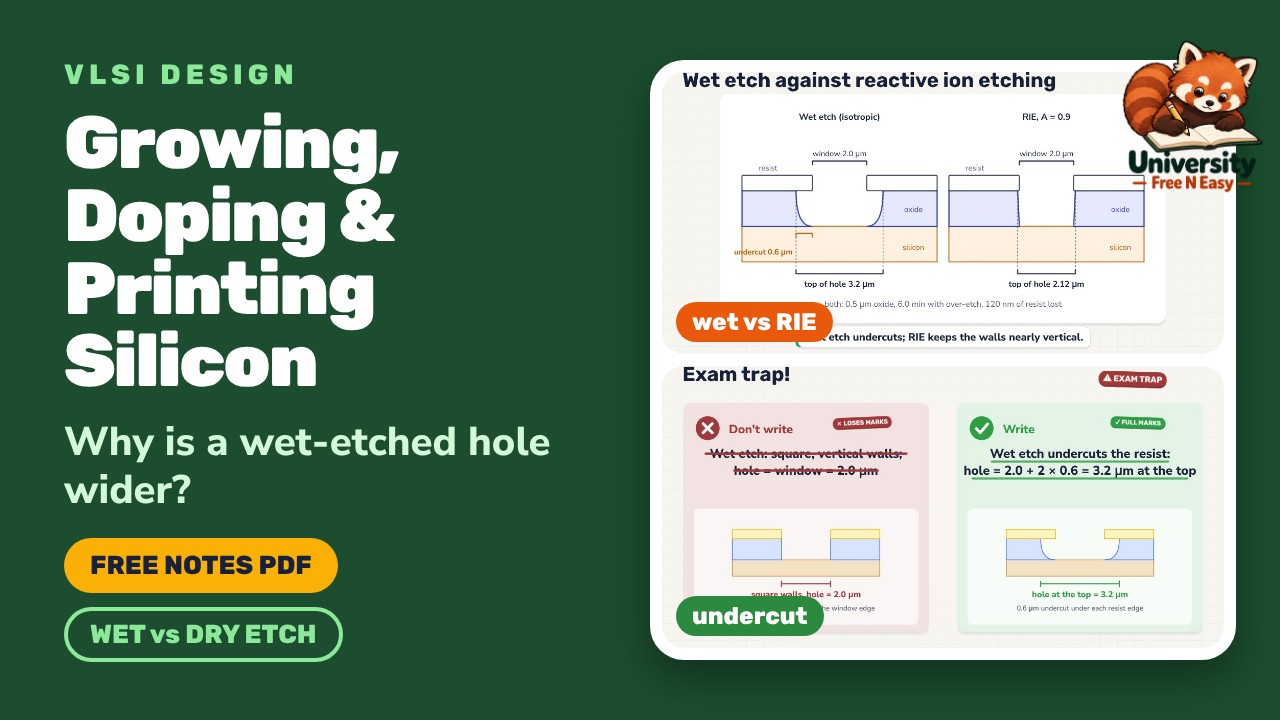 VLSI DESIGN
Growing,
Doping &
Printing
Silicon
Why is a wet-etched hole
wider?
FREE NOTES PDF
WET vs DRY ETCH
Wet etch against reactive ion etching
Wet etch (isotropic)
RIE, A = 0.9
window 2.0 µm
window 2.0 µm
resist
resist
oxide
oxide
undercut 0.6 µm
silicon
silicon
top of hole 3.2 µm
top of hole 2.12 µm
both: 0.5 µm oxide, 6.0 min with over-etch, 120 nm of resist lost
wet vs RIE
etch undercuts; RIE keeps the walls nearly vertical.
University
Free N Easy
Exam trap!
EXAM TRAP
Don't write
× LOSES MARKS
Wet etch: square, vertical walls;
hole = window = 2.0 µm
square walls, hole = 2.0 µm
the window edge
undercut
Write
✓ FULL MARKS
Wet etch undercuts the resist:
hole = 2.0 + 2 × 0.6 = 3.2 µm at the top
hole at the top = 3.2 µm
0.6 µm undercut under each resist edge